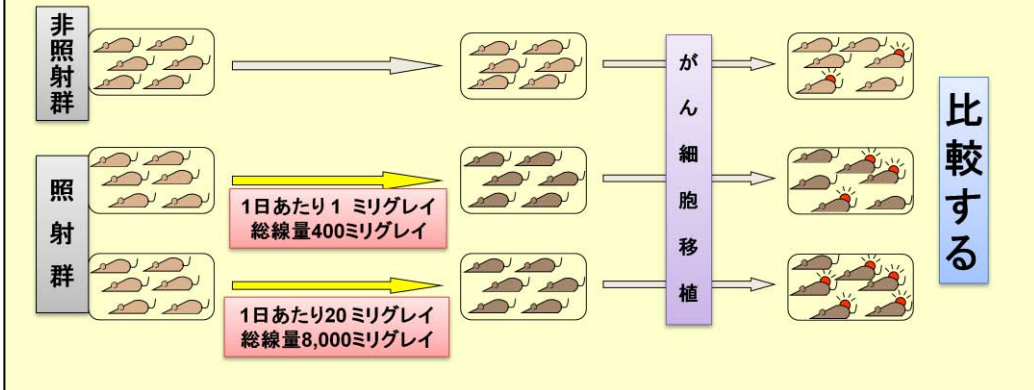 非照射群
照射群
1日あたり 1 ミリグレイ
総線量400ミリグレイ
1日あたり20 ミリグレイ
総線量8,000ミリグレイ
がん細胞移植
比較する